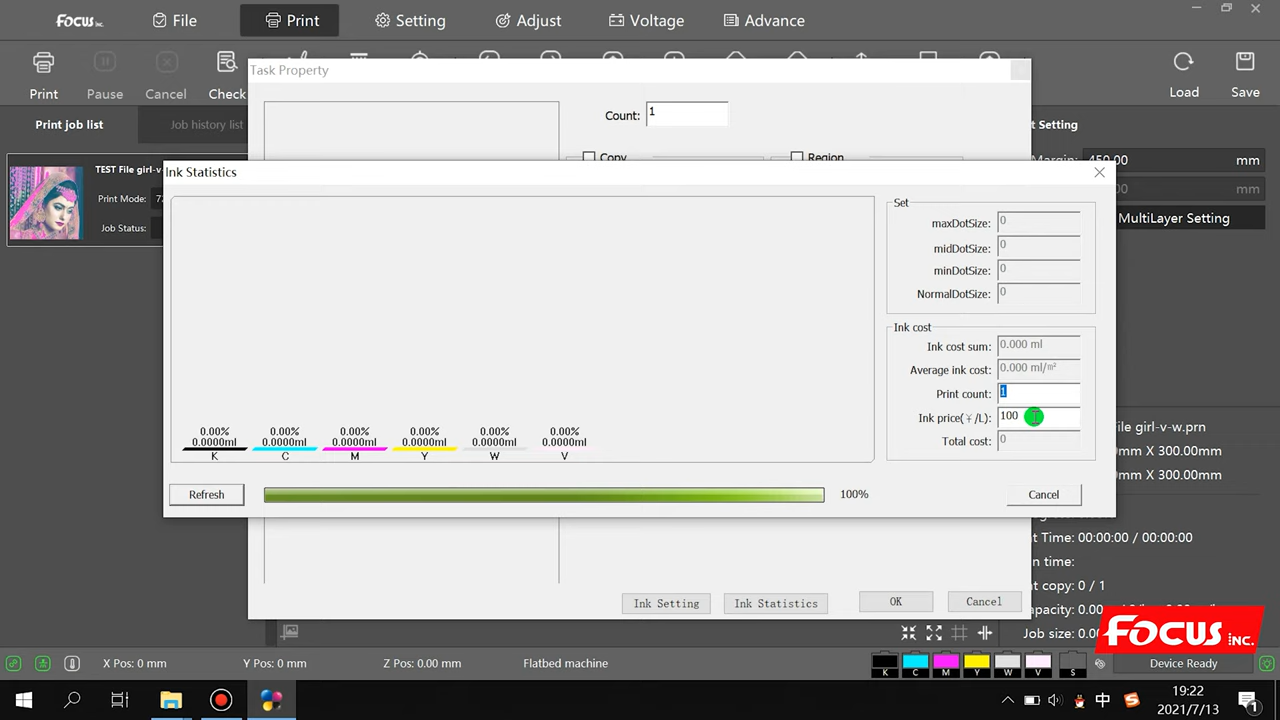 Focus inc.
File
Print
Setting
Adjust
Voltage
Advance
Print
Pause
Cancel
Check
Load
Save
Task Property
Print job list
Job history list
Count: 1
t Setting
Margin: 450.00 mm
mm
MultiLayer Setting
Copy
Region
TEST File girl-v
Print Mode: 72
Job Status:
Ink Statistics
Set
maxDotSize: 0
midDotSize: 0
minDotSize: 0
NormalDotSize: 0
Ink cost
Ink cost sum: 0.000 ml
Average ink cost: 0.000 ml/m²
Print count: 1
Ink price(￥/L): 100
Total cost: 0
0.00% 0.00% 0.00% 0.00% 0.00% 0.00%
0.0000ml 0.0000ml 0.0000ml 0.0000ml 0.0000ml 0.0000ml
K C M Y W V
Refresh
100%
Cancel
File girl-v-w.prn
mm X 300.00mm
mm X 300.00mm
t Time: 00:00:00 / 00:00:00
n time:
t copy: 0 / 1
Job size: 0.0
Ink Setting
Ink Statistics
OK
Cancel
Focus inc.
X Pos: 0 mm
Y Pos: 0 mm
Z Pos: 0.00 mm
Flatbed machine
K C M Y W V S
Device Ready
中
S
19:22
2021/7/13
1